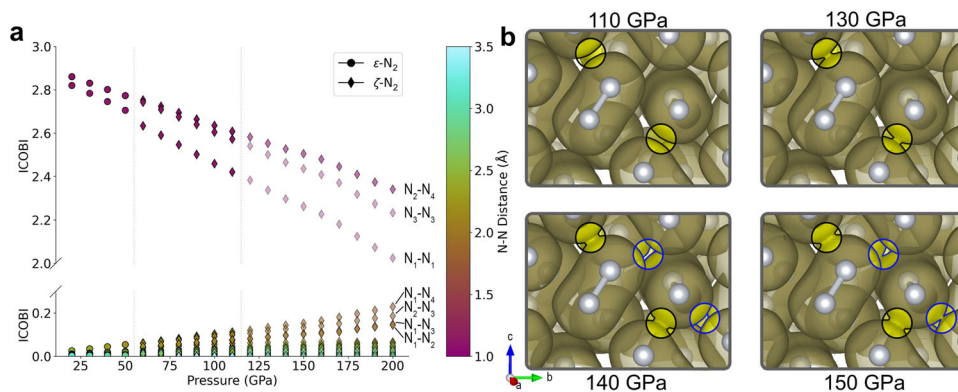 a
3.0
2.8
2.6
2.4
2.2
2.0
ICOBI
ε-N₂
ζ-N₂
N₂-N₄
N₃-N₃
N₁-N₁
0.2
0.0
ICOBI
N₁-N₄
N₂-N₃
N₁-N₃
N₁-N₂
25 50 75 100 125 150 175 200
Pressure (GPa)
3.5
3.0
2.5
2.0
1.5
1.0
N-N Distance (Å)
b
110 GPa
130 GPa
140 GPa
150 GPa
c
b
a